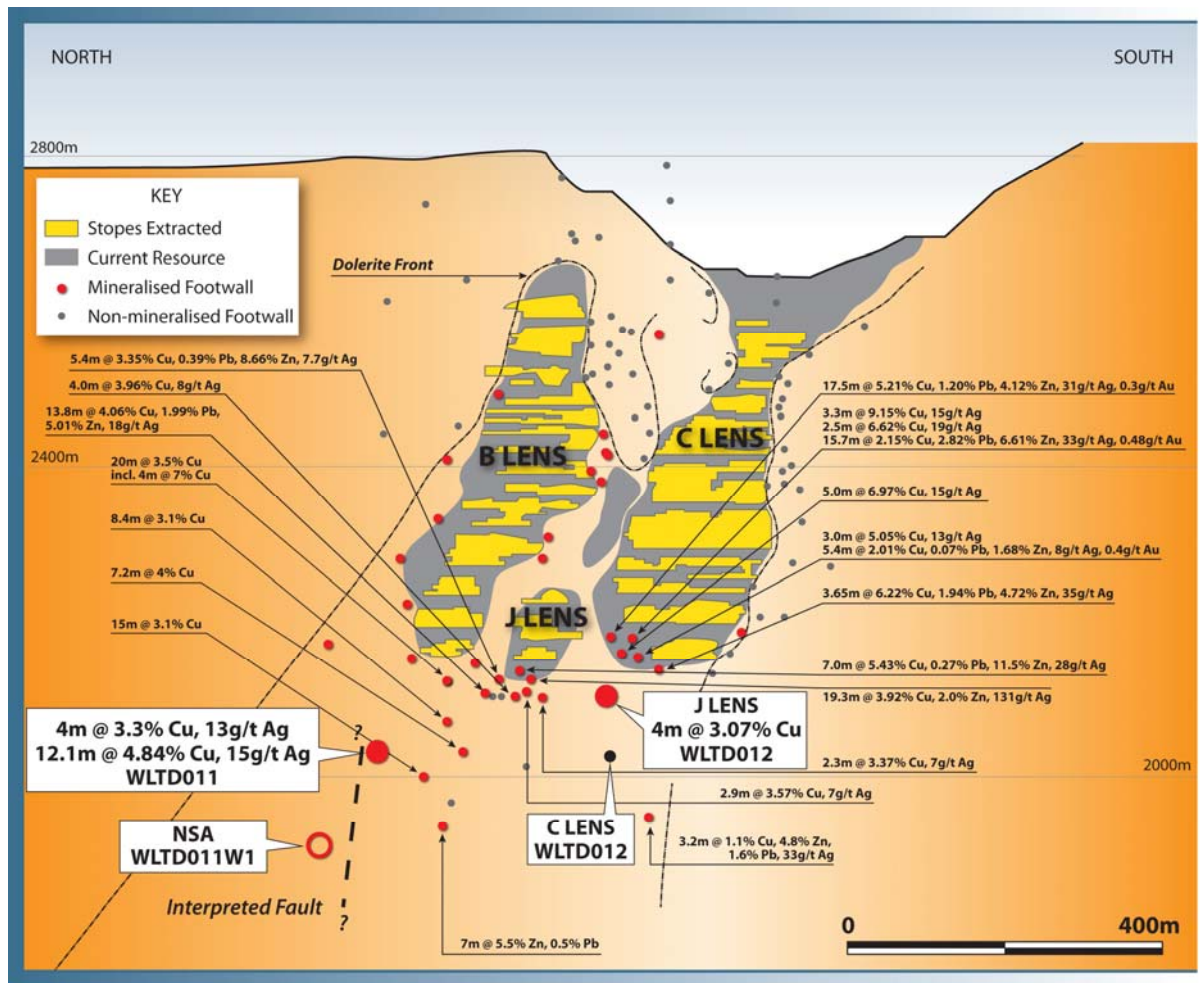 NORTH
SOUTH
2800m
KEY
Stopes Extracted
Current Resource
Mineralised Footwall
Non-mineralised Footwall
Dolerite Front
5.4m @ 3.35% Cu, 0.39% Pb, 8.66% Zn, 7.7g/t Ag
4.0m @ 3.96% Cu, 8g/t Ag
13.8m @ 4.06% Cu, 1.99% Pb,
5.01% Zn, 18g/t Ag
2400m
20m @ 3.5% Cu
incl. 4m @ 7% Cu
8.4m @ 3.1% Cu
7.2m @ 4% Cu
15m @ 3.1% Cu
B LENS
C LENS
J LENS
17.5m @ 5.21% Cu, 1.20% Pb, 4.12% Zn, 31g/t Ag, 0.3g/t Au
3.3m @ 9.15% Cu, 15g/t Ag
2.5m @ 6.62% Cu, 19g/t Ag
15.7m @ 2.15% Cu, 2.82% Pb, 6.61% Zn, 33g/t Ag, 0.48g/t Au
5.0m @ 6.97% Cu, 15g/t Ag
3.0m @ 5.05% Cu, 13g/t Ag
5.4m @ 2.01% Cu, 0.07% Pb, 1.68% Zn, 8g/t Ag, 0.4g/t Au
3.65m @ 6.22% Cu, 1.94% Pb, 4.72% Zn, 35g/t Ag
7.0m @ 5.43% Cu, 0.27% Pb, 11.5% Zn, 28g/t Ag
19.3m @ 3.92% Cu, 2.0% Zn, 131g/t Ag
4m @ 3.3% Cu, 13g/t Ag
12.1m @ 4.84% Cu, 15g/t Ag
WLTD011
?
J LENS
4m @ 3.07% Cu
WLTD012
2000m
2.3m @ 3.37% Cu, 7g/t Ag
2.9m @ 3.57% Cu, 7g/t Ag
NSA
WLTD011W1
C LENS
WLTD012
3.2m @ 1.1% Cu, 4.8% Zn,
1.6% Pb, 33g/t Ag
Interpreted Fault
?
7m @ 5.5% Zn, 0.5% Pb
0
400m